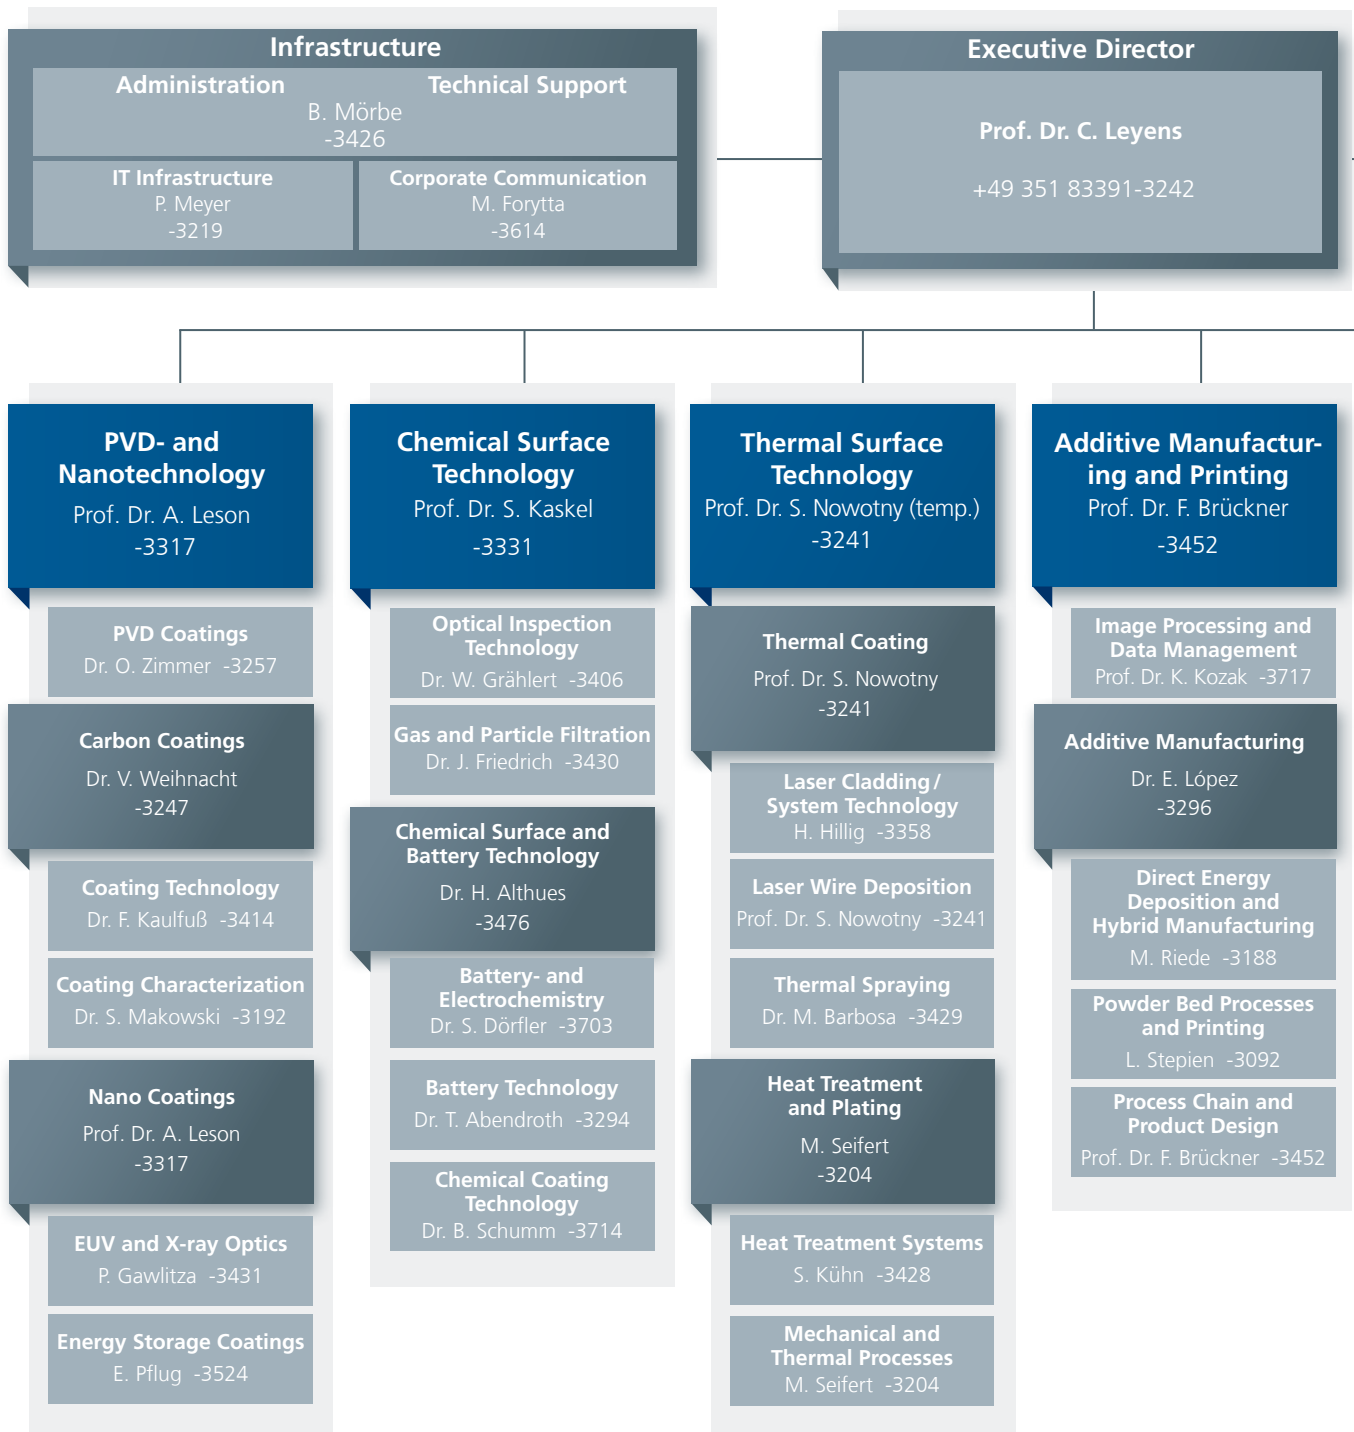 Infrastructure
Administration
Technical Support
B. Mörbe
-3426
IT Infrastructure
P. Meyer
-3219
Corporate Communication
M. Forytta
-3614
Executive Director
Prof. Dr. C. Leyens
+49 351 83391-3242
PVD- and
Nanotechnology
Prof. Dr. A. Leson
-3317
PVD Coatings
Dr. O. Zimmer -3257
Carbon Coatings
Dr. V. Weihnacht
-3247
Coating Technology
Dr. F. Kaulfuß -3414
Coating Characterization
Dr. S. Makowski -3192
Nano Coatings
Prof. Dr. A. Leson
-3317
EUV and X-ray Optics
P. Gawlitza -3431
Energy Storage Coatings
E. Pflug -3524
Chemical Surface
Technology
Prof. Dr. S. Kaskel
-3331
Optical Inspection
Technology
Dr. W. Grählert -3406
Gas and Particle Filtration
Dr. J. Friedrich -3430
Chemical Surface and
Battery Technology
Dr. H. Althues
-3476
Battery- and
Electrochemistry
Dr. S. Dörfler -3703
Battery Technology
Dr. T. Abendroth -3294
Chemical Coating
Technology
Dr. B. Schumm -3714
Thermal Surface
Technology
Prof. Dr. S. Nowotny (temp.)
-3241
Thermal Coating
Prof. Dr. S. Nowotny
-3241
Laser Cladding /
System Technology
H. Hillig -3358
Laser Wire Deposition
Prof. Dr. S. Nowotny -3241
Thermal Spraying
Dr. M. Barbosa -3429
Heat Treatment
and Plating
M. Seifert
-3204
Heat Treatment Systems
S. Kühn -3428
Mechanical and
Thermal Processes
M. Seifert -3204
Additive Manufactur-
ing and Printing
Prof. Dr. F. Brückner
-3452
Image Processing and
Data Management
Prof. Dr. K. Kozak -3717
Additive Manufacturing
Dr. E. López
-3296
Direct Energy
Deposition and
Hybrid Manufacturing
M. Riede -3188
Powder Bed Processes
and Printing
L. Stepien -3092
Process Chain and
Product Design
Prof. Dr. F. Brückner -3452